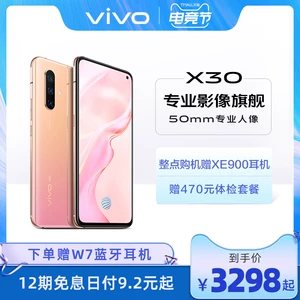 vivo
电竞节
X30
专业影像旗舰
50mm专业人像
整点购机赠XE900耳机
赠470元体检套餐
下单赠W7蓝牙耳机
12期免息日付9.2元起
¥3298起